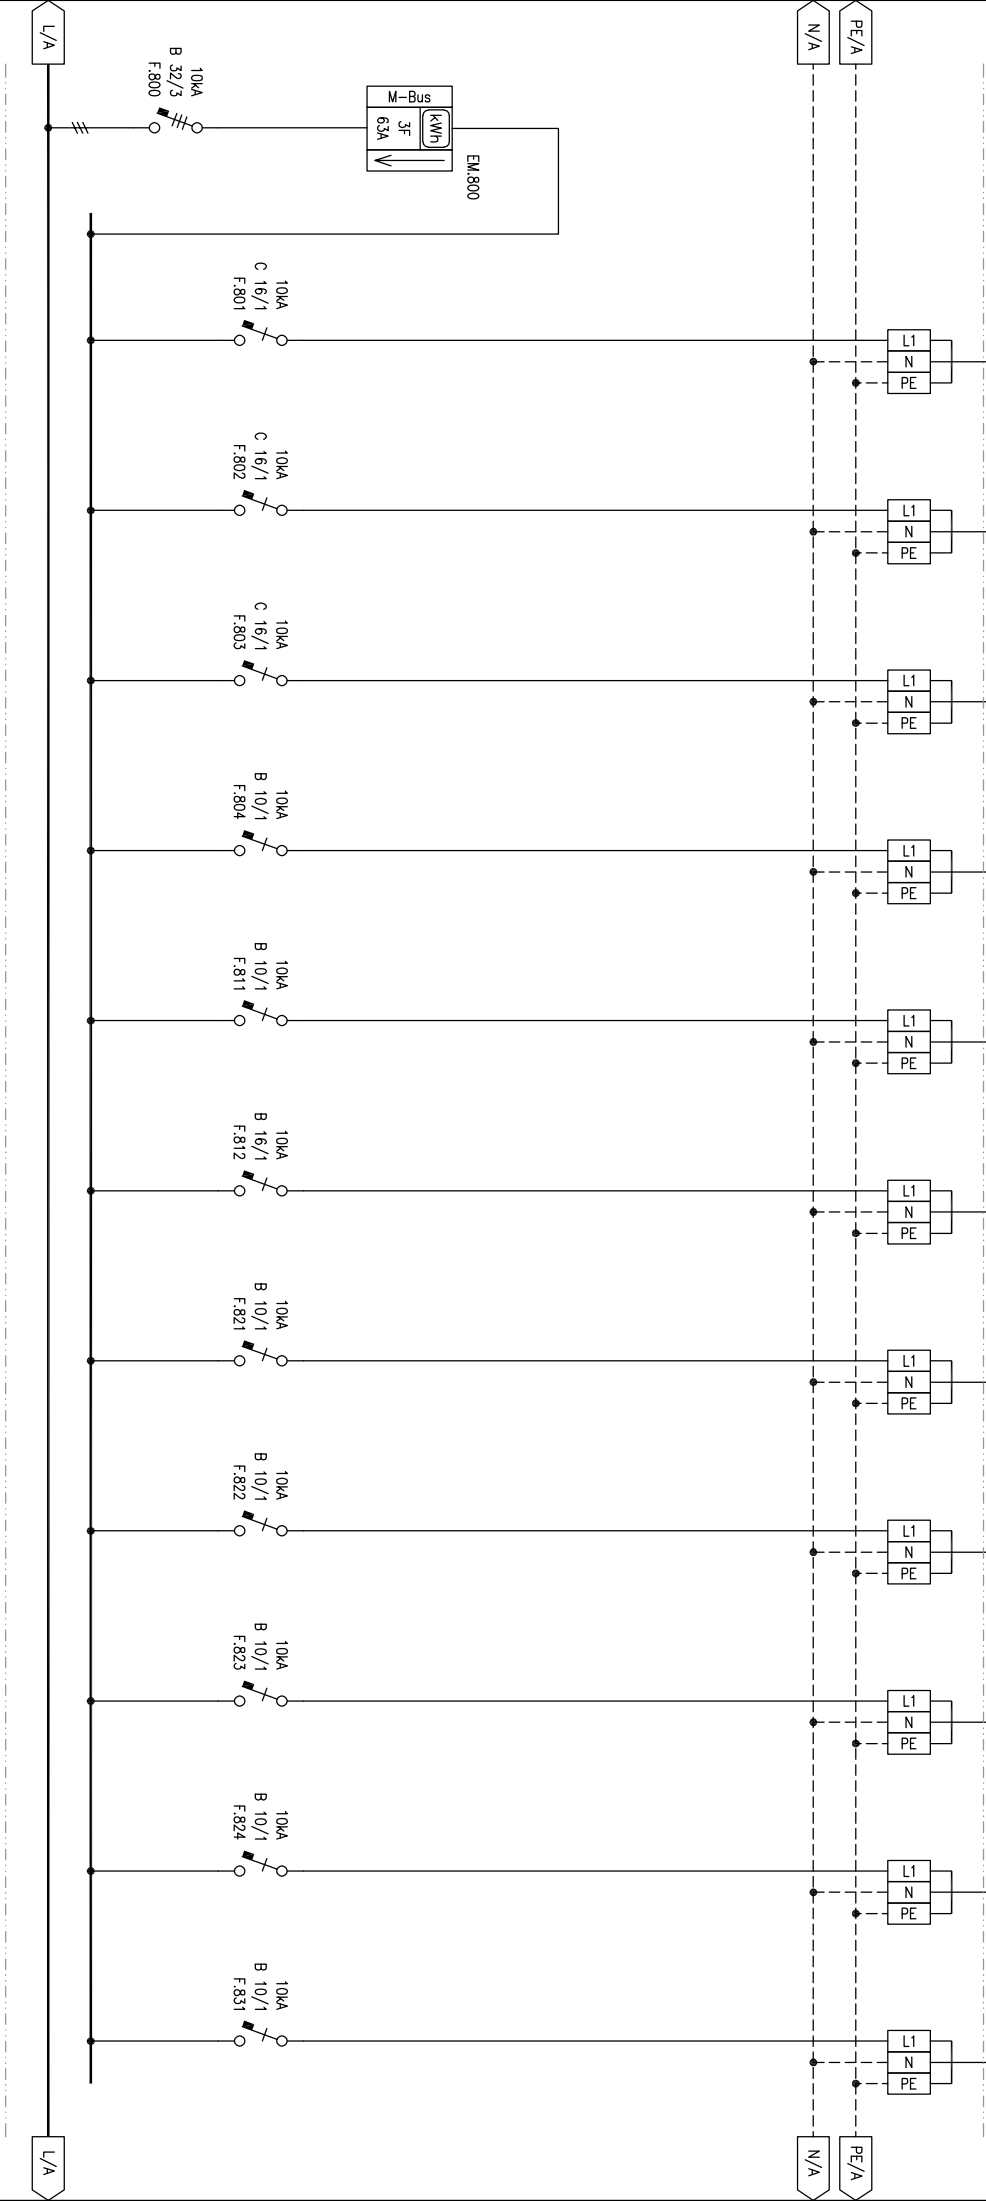 L/A
N/A
PE/A
10kA
B 32/3
F.800
M-Bus
kWh
3F
63A
EM.800
10kA
C 16/1
F.801
L1
N
PE
10kA
C 16/1
F.802
L1
N
PE
10kA
C 16/1
F.803
L1
N
PE
10kA
B 10/1
F.804
L1
N
PE
10kA
B 10/1
F.811
L1
N
PE
10kA
B 16/1
F.812
L1
N
PE
10kA
B 10/1
F.821
L1
N
PE
10kA
B 10/1
F.822
L1
N
PE
10kA
B 10/1
F.823
L1
N
PE
10kA
B 10/1
F.824
L1
N
PE
10kA
B 10/1
F.831
L1
N
PE
L/A
N/A
PE/A